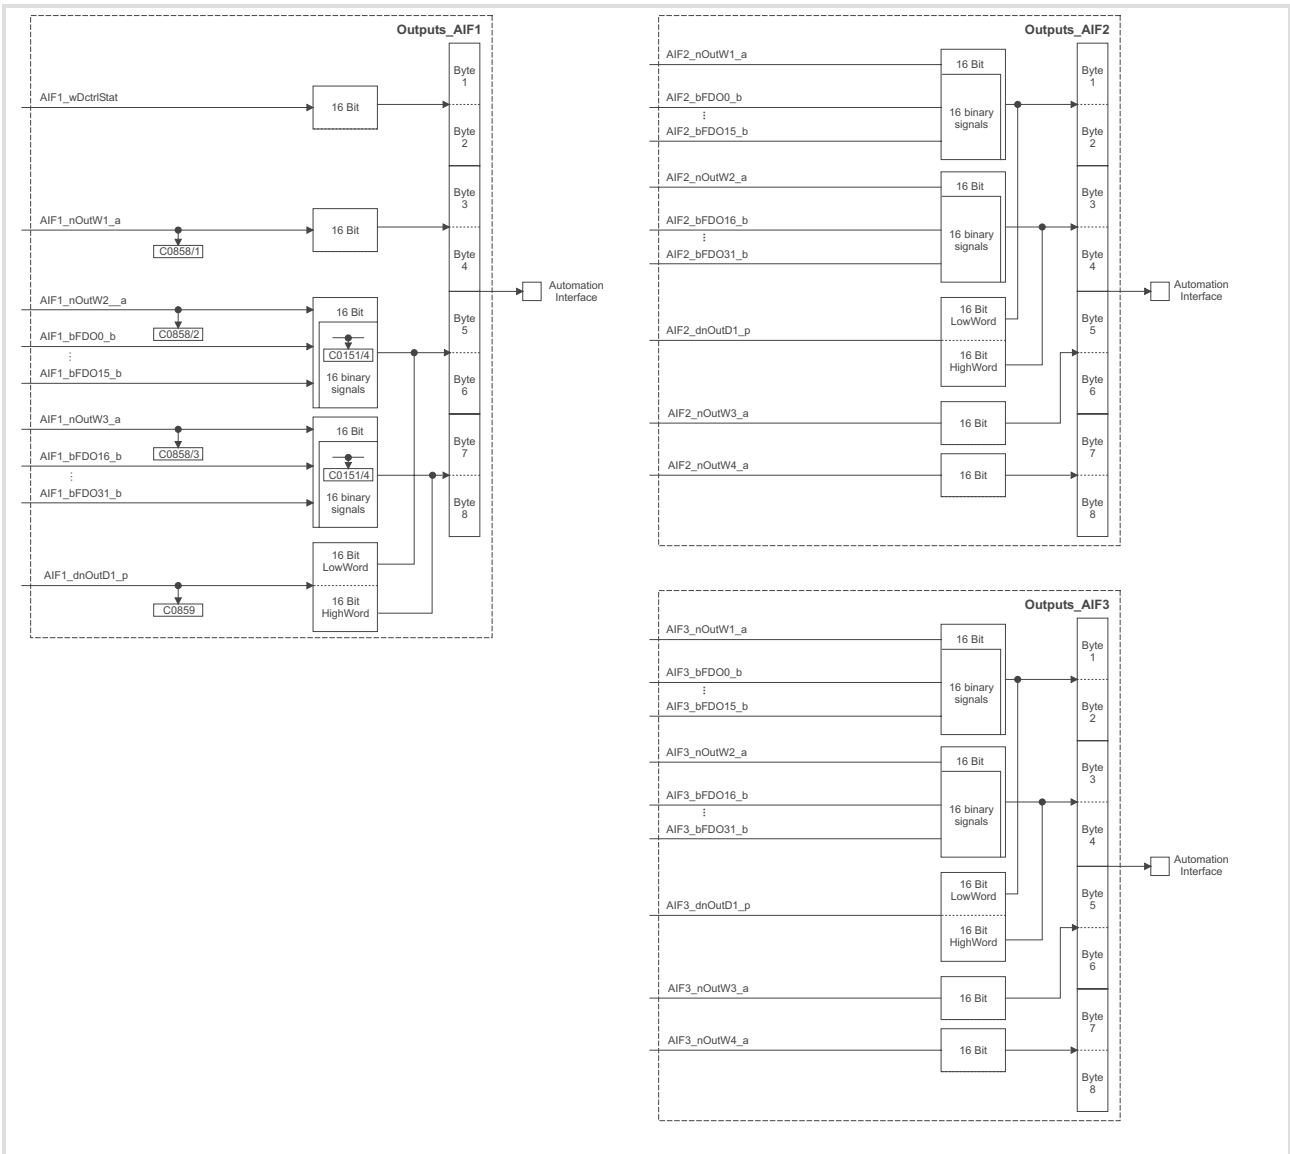 Outputs_AIF1
AIF1_wDctrlStat
16 Bit
Byte
1
Byte
2
AIF1_nOutW1_a
C0858/1
16 Bit
Byte
3
Byte
4
AIF1_nOutW2__a
C0858/2
AIF1_bFDO0_b
⋮
AIF1_bFDO15_b
16 Bit
C0151/4
16 binary
signals
Byte
5
Byte
6
Automation
Interface
AIF1_nOutW3_a
C0858/3
AIF1_bFDO16_b
⋮
AIF1_bFDO31_b
16 Bit
C0151/4
16 binary
signals
Byte
7
Byte
8
AIF1_dnOutD1_p
C0859
16 Bit
LowWord
16 Bit
HighWord
Outputs_AIF2
AIF2_nOutW1_a
AIF2_bFDO0_b
⋮
AIF2_bFDO15_b
16 Bit
16 binary
signals
Byte
1
Byte
2
AIF2_nOutW2_a
AIF2_bFDO16_b
⋮
AIF2_bFDO31_b
16 Bit
16 binary
signals
Byte
3
Byte
4
Automation
Interface
AIF2_dnOutD1_p
16 Bit
LowWord
16 Bit
HighWord
Byte
5
Byte
6
AIF2_nOutW3_a
16 Bit
AIF2_nOutW4_a
16 Bit
Byte
7
Byte
8
Outputs_AIF3
AIF3_nOutW1_a
AIF3_bFDO0_b
⋮
AIF3_bFDO15_b
16 Bit
16 binary
signals
Byte
1
Byte
2
AIF3_nOutW2_a
AIF3_bFDO16_b
⋮
AIF3_bFDO31_b
16 Bit
16 binary
signals
Byte
3
Byte
4
Automation
Interface
AIF3_dnOutD1_p
16 Bit
LowWord
16 Bit
HighWord
Byte
5
Byte
6
AIF3_nOutW3_a
16 Bit
AIF3_nOutW4_a
16 Bit
Byte
7
Byte
8